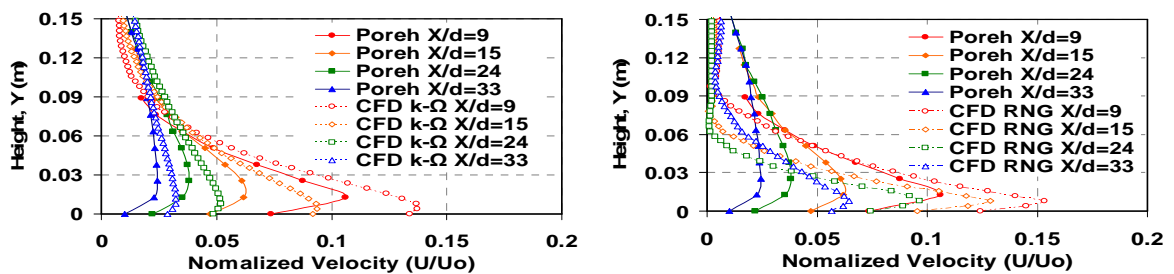 0.15
0.12
0.09
0.06
0.03
0
Height, Y (m)
Poreh X/d=9
Poreh X/d=15
Poreh X/d=24
Poreh X/d=33
CFD k-Ω X/d=9
CFD k-Ω X/d=15
CFD k-Ω X/d=24
CFD k-Ω X/d=33
0 0.05 0.1 0.15 0.2
Nomalized Velocity (U/Uo)
0.15
0.12
0.09
0.06
0.03
0
Height, Y (m)
Poreh X/d=9
Poreh X/d=15
Poreh X/d=24
Poreh X/d=33
CFD RNG X/d=9
CFD RNG X/d=15
CFD RNG X/d=24
CFD RNG X/d=33
0 0.05 0.1 0.15 0.2
Nomalized Velocity (U/Uo)